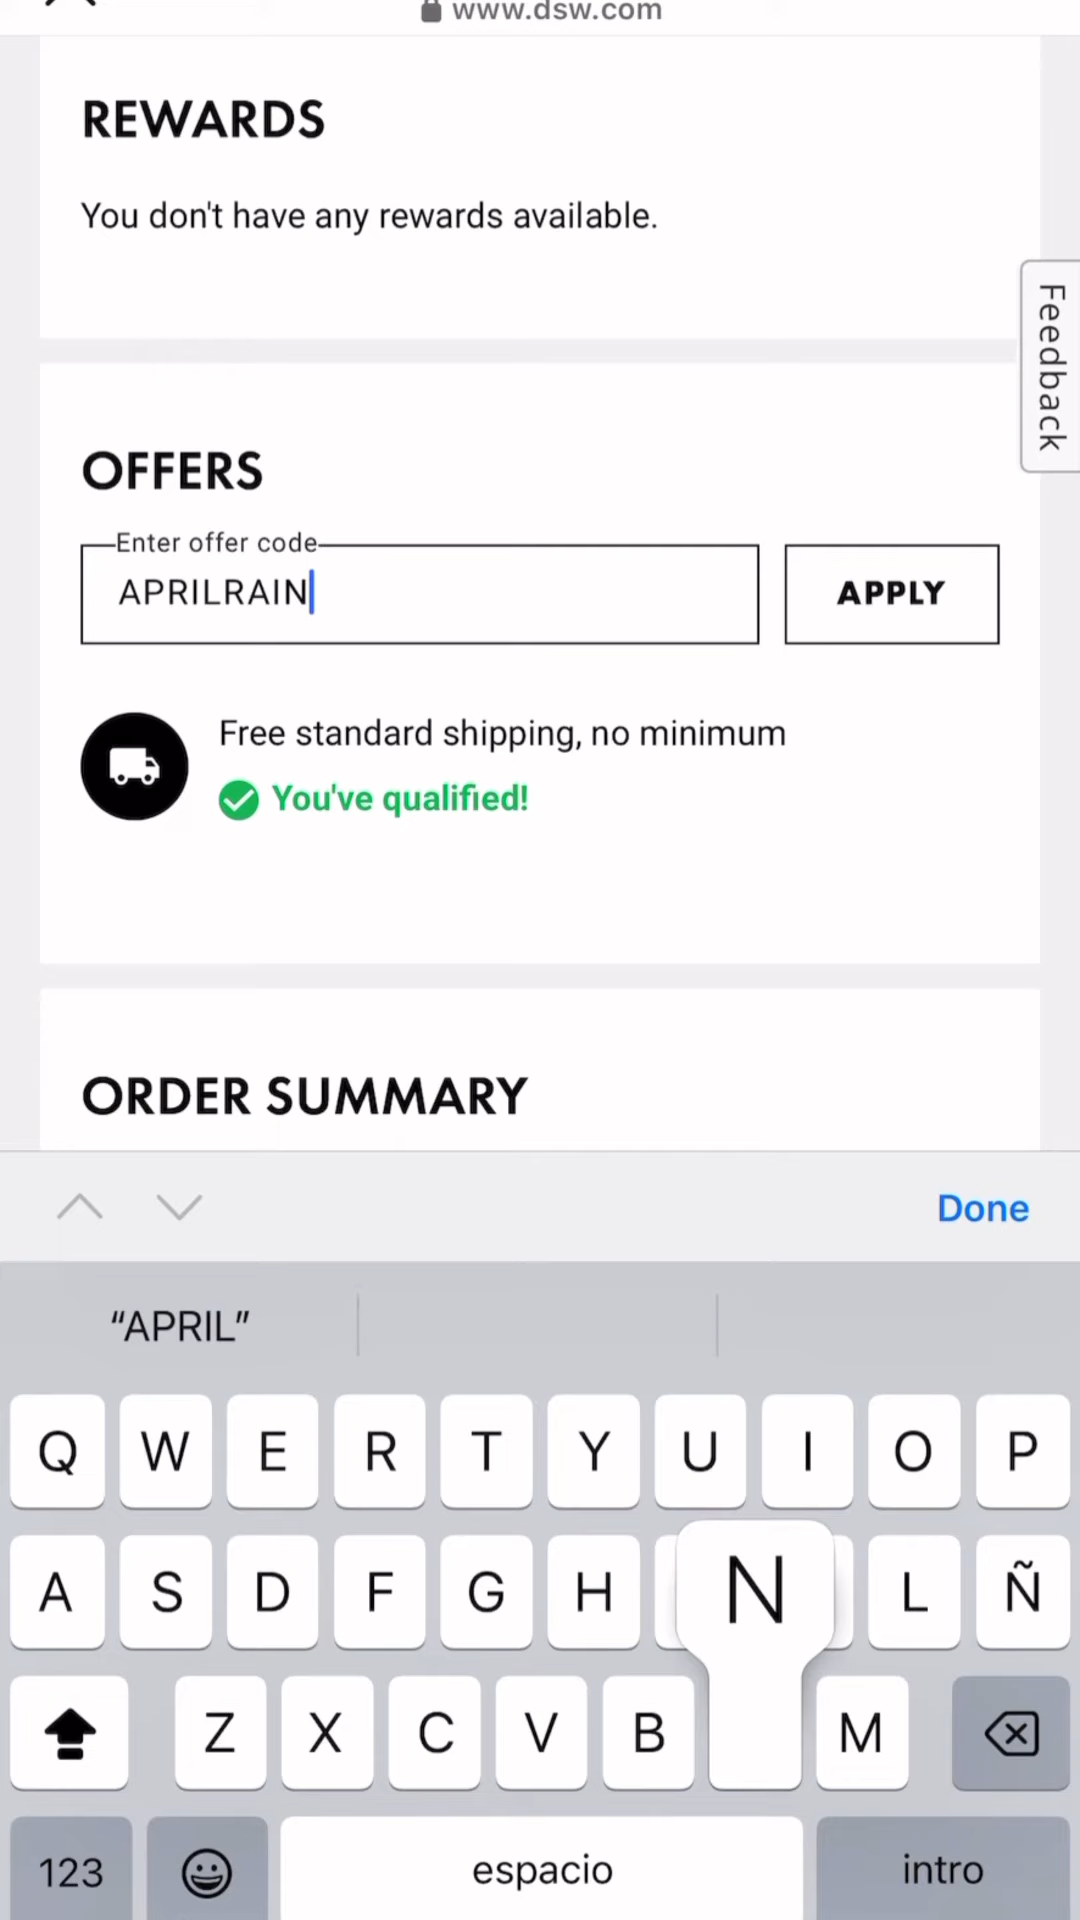 www.dsw.com
REWARDS
You don't have any rewards available.
Feedback
OFFERS
Enter offer code
APRILRAIN
APPLY
Free standard shipping, no minimum
You've qualified!
ORDER SUMMARY
Done
“APRIL”
Q W E R T Y U I O P
A S D F G H N L Ñ
Z X C V B M
123 espacio intro